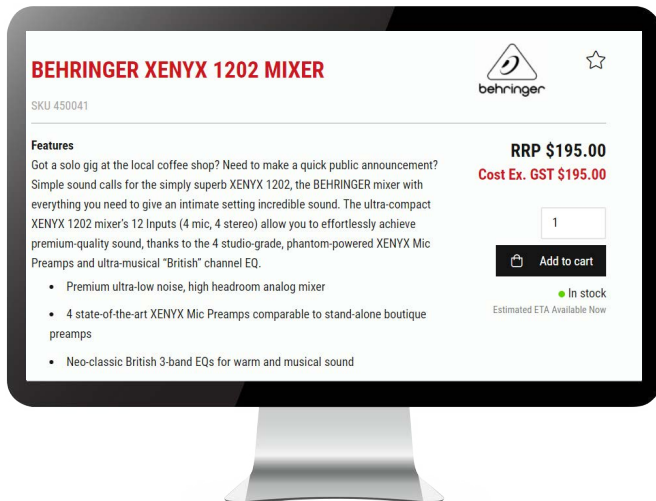 BEHRINGER XENYX 1202 MIXER
SKU 450041
behringer
Features
Got a solo gig at the local coffee shop? Need to make a quick public announcement?
Simple sound calls for the simply superb XENYX 1202, the BEHRINGER mixer with
everything you need to give an intimate setting incredible sound. The ultra-compact
XENYX 1202 mixer's 12 Inputs (4 mic, 4 stereo) allow you to effortlessly achieve
premium-quality sound, thanks to the 4 studio-grade, phantom-powered XENYX Mic
Preamps and ultra-musical “British” channel EQ.
• Premium ultra-low noise, high headroom analog mixer
• 4 state-of-the-art XENYX Mic Preamps comparable to stand-alone boutique
preamps
• Neo-classic British 3-band EQs for warm and musical sound
RRP $195.00
Cost Ex. GST $195.00
1
Add to cart
In stock
Estimated ETA Available Now